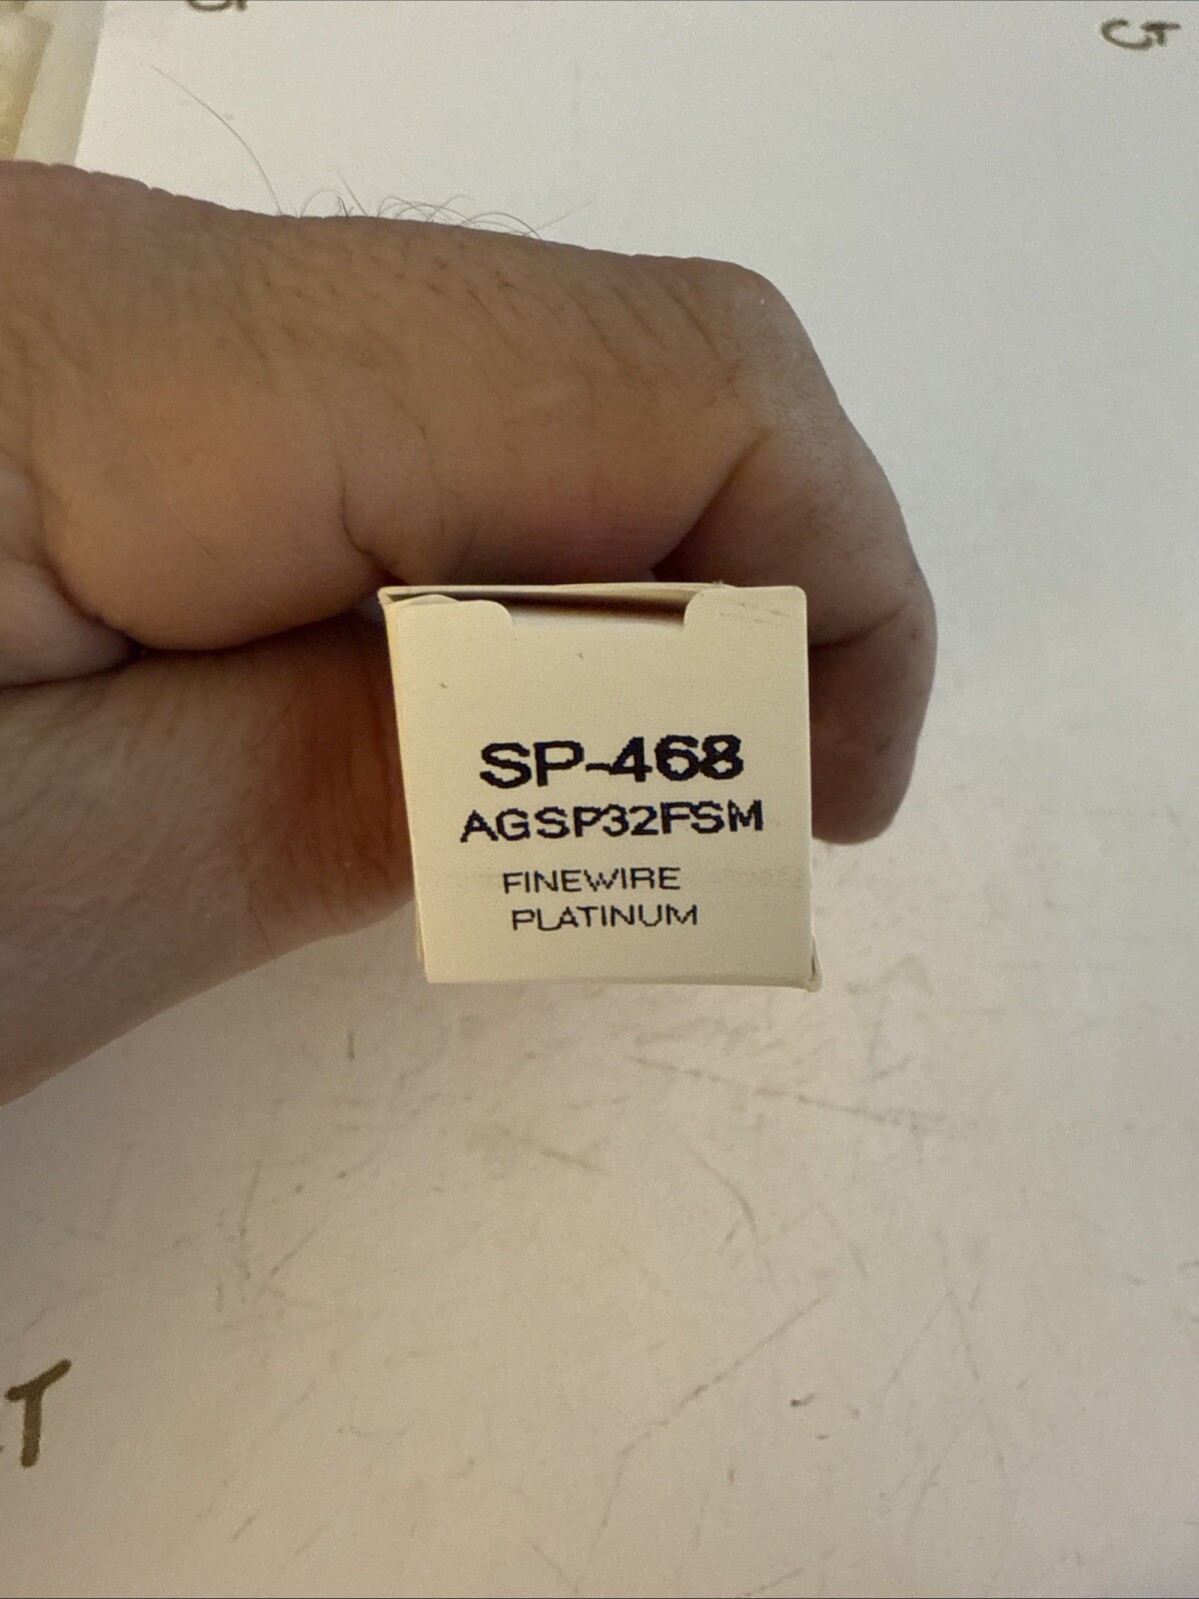 SP-468
AGSP32FSM
FINEWIRE
PLATINUM